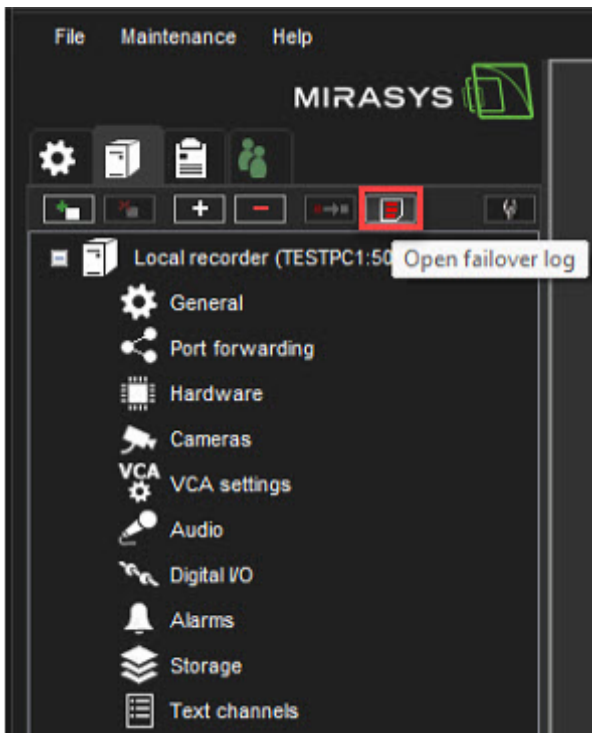 File Maintenance Help
MIRASYS
Local recorder (TESTPC1:50
Open failover log
General
Port forwarding
Hardware
Cameras
VCA
VCA settings
Audio
Digital I/O
Alarms
Storage
Text channels